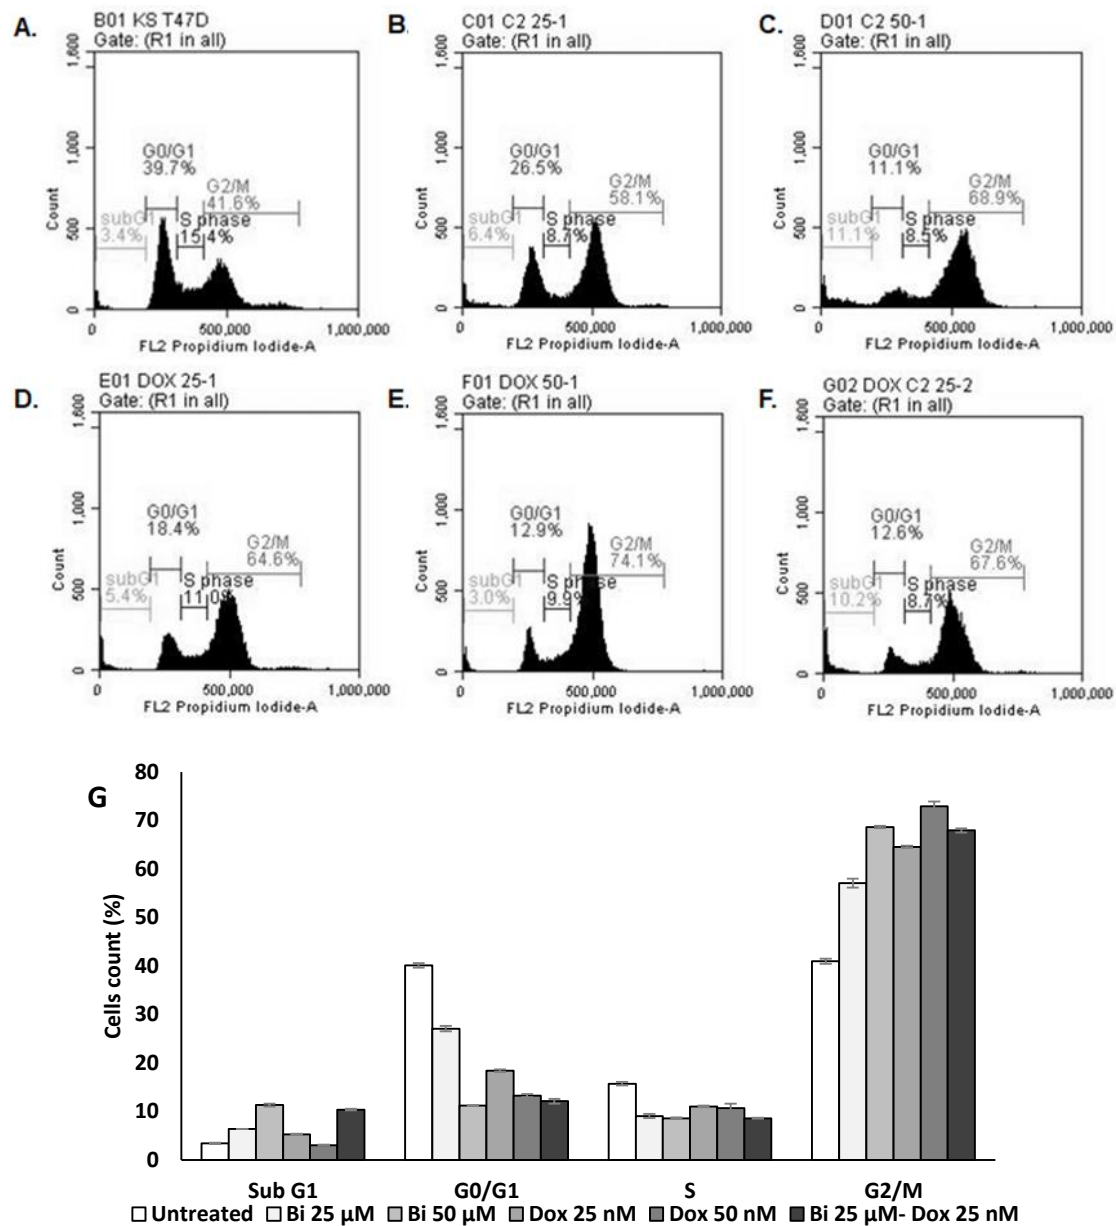 A.
B01 KS T47D
Gate: (R1 in all)
1,600
1,000
500
0
Count
G0/G1
39.7%
G2/M
41.6%
subG1
3.4%
S phase
15.4%
0
500,000
1,000,000
FL2 Propidium Iodide-A
B.
C01 C2 25-1
Gate: (R1 in all)
1,600
1,000
500
0
Count
G0/G1
26.5%
G2/M
58.1%
subG1
6.4%
S phase
8.7%
0
500,000
1,000,000
FL2 Propidium Iodide-A
C.
D01 C2 50-1
Gate: (R1 in all)
1,600
1,000
500
0
Count
G0/G1
11.1%
G2/M
68.9%
subG1
11.1%
S phase
8.5%
0
500,000
1,000,000
FL2 Propidium Iodide-A
D.
E01 DOX 25-1
Gate: (R1 in all)
1,600
1,000
500
0
Count
G0/G1
18.4%
G2/M
64.6%
subG1
5.4%
S phase
11.0%
0
500,000
1,000,000
FL2 Propidium Iodide-A
E.
F01 DOX 50-1
Gate: (R1 in all)
1,600
1,000
500
0
Count
G0/G1
12.9%
G2/M
74.1%
subG1
3.0%
S phase
9.9%
0
500,000
1,000,000
FL2 Propidium Iodide-A
F.
G02 DOX C2 25-2
Gate: (R1 in all)
1,600
1,000
500
0
Count
G0/G1
12.6%
G2/M
67.6%
subG1
10.2%
S phase
8.7%
0
500,000
1,000,000
FL2 Propidium Iodide-A
G
Cells count (%)
80
70
60
50
40
30
20
10
0
Sub G1 G0/G1 S G2/M
Untreated Bi 25 µM Bi 50 µM Dox 25 nM Dox 50 nM Bi 25 µM- Dox 25 nM